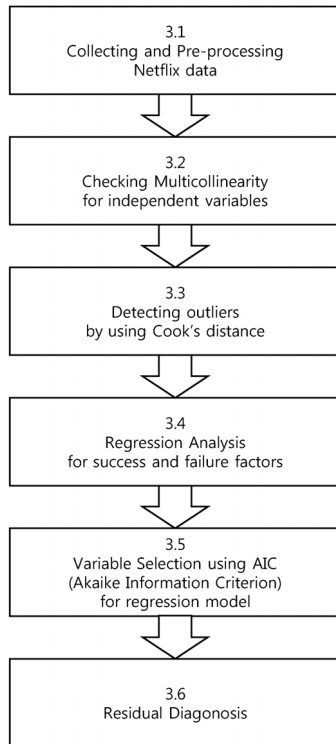 3.1
Collecting and Pre-processing
Netflix data
3.2
Checking Multicollinearity
for independent variables
3.3
Detecting outliers
by using Cook's distance
3.4
Regression Analysis
for success and failure factors
3.5
Variable Selection using AIC
(Akaike Information Criterion)
for regression model
3.6
Residual Diagonosis